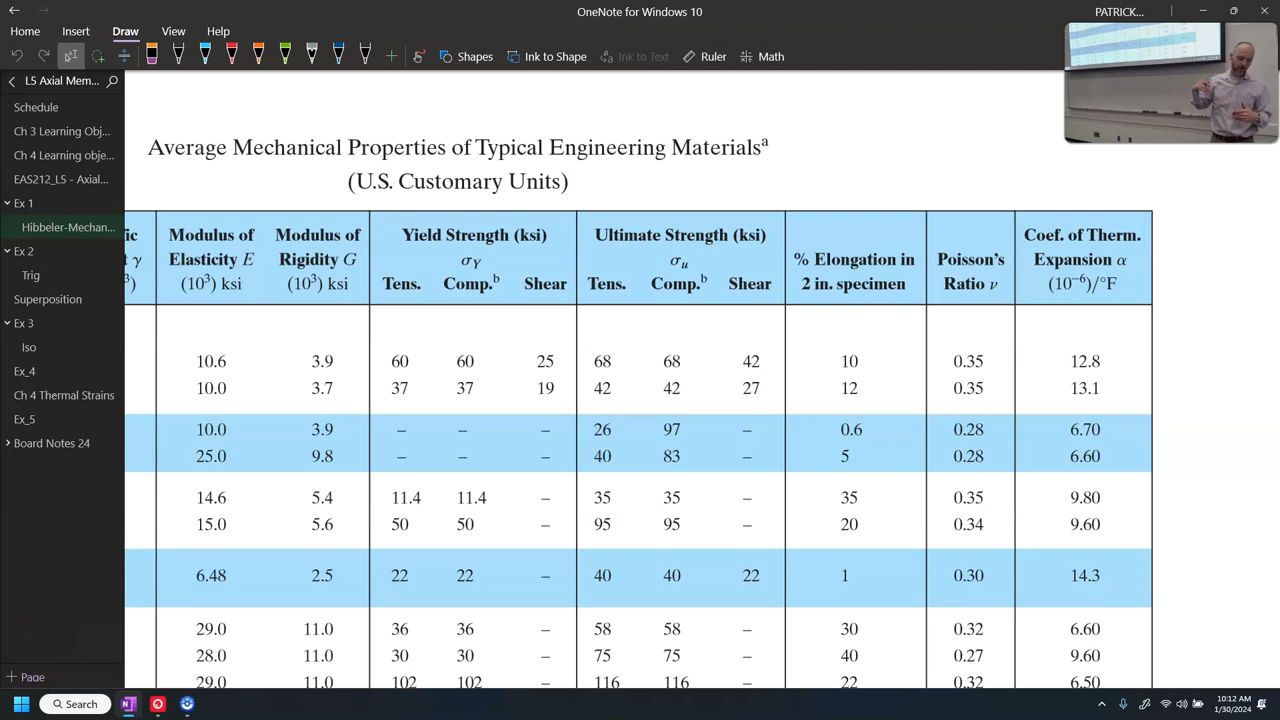 OneNote for Windows 10
PATRICK...
Home Insert Draw View Help
Shapes Ink to Shape Ink to Text Ruler Math
L5 Axial Mem...
Schedule
Ch 3 Learning Obj...
Ch 4 Learning obje...
EAS212_L5 - Axial...
Ex 1
Hibbeler-Mechan...
Ex 2
Trig
Superposition
Ex 3
Iso
Ex_4
Ch 4 Thermal Strains
Ex_5
Board Notes 24
Page
Average Mechanical Properties of Typical Engineering Materialsᵃ
(U.S. Customary Units)
ic Modulus of Modulus of Yield Strength (ksi) Ultimate Strength (ksi) Coef. of Therm.
γ Elasticity E Rigidity G σY σu % Elongation in Poisson's Expansion α
³) (10³) ksi (10³) ksi Tens. Comp.ᵇ Shear Tens. Comp.ᵇ Shear 2 in. specimen Ratio ν (10⁻⁶)/°F
10.6 3.9 60 60 25 68 68 42 10 0.35 12.8
10.0 3.7 37 37 19 42 42 27 12 0.35 13.1
10.0 3.9 – – – 26 97 – 0.6 0.28 6.70
25.0 9.8 – – – 40 83 – 5 0.28 6.60
14.6 5.4 11.4 11.4 – 35 35 – 35 0.35 9.80
15.0 5.6 50 50 – 95 95 – 20 0.34 9.60
6.48 2.5 22 22 – 40 40 22 1 0.30 14.3
29.0 11.0 36 36 – 58 58 – 30 0.32 6.60
28.0 11.0 30 30 – 75 75 – 40 0.27 9.60
29.0 11.0 102 102 – 116 116 – 22 0.32 6.50
Search
10:12 AM
1/30/2024